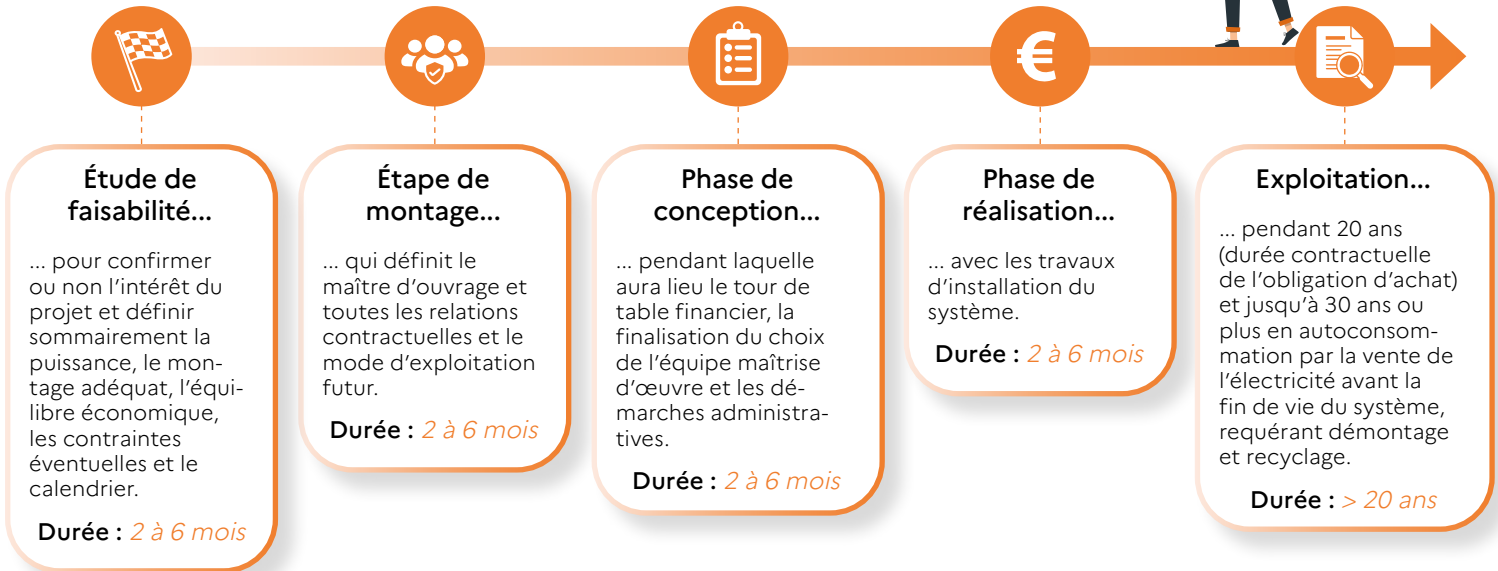 €
Étude de
faisabilité...
... pour confirmer
ou non l'intérêt du
projet et définir
sommairement la
puissance, le mon-
tage adéquat, l'équi-
libre économique,
les contraintes
éventuelles et le
calendrier.
Durée : 2 à 6 mois
Étape de
montage...
... qui définit le
maître d'ouvrage et
toutes les relations
contractuelles et le
mode d'exploitation
futur.
Durée : 2 à 6 mois
Phase de
conception...
... pendant laquelle
aura lieu le tour de
table financier, la
finalisation du choix
de l'équipe maîtrise
d'œuvre et les dé-
marches administra-
tives.
Durée : 2 à 6 mois
Phase de
réalisation...
... avec les travaux
d'installation du
système.
Durée : 2 à 6 mois
Exploitation...
... pendant 20 ans
(durée contractuelle
de l'obligation d'achat)
et jusqu'à 30 ans ou
plus en autoconsom-
mation par la vente de
l'électricité avant la
fin de vie du système,
requérant démontage
et recyclage.
Durée : > 20 ans